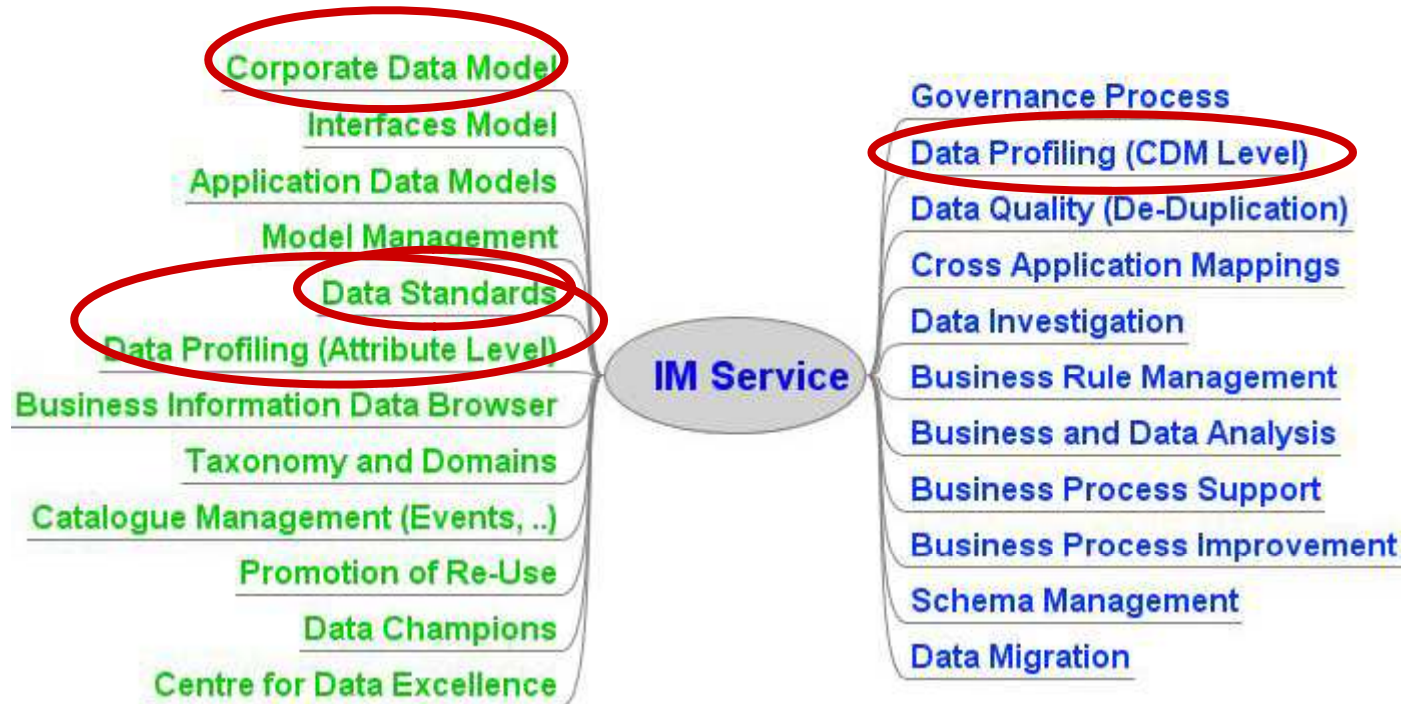 Corporate Data Model
Interfaces Model
Application Data Models
Model Management
Data Standards
Data Profiling (Attribute Level)
Business Information Data Browser
Taxonomy and Domains
Catalogue Management (Events, ..)
Promotion of Re-Use
Data Champions
Centre for Data Excellence
IM Service
Governance Process
Data Profiling (CDM Level)
Data Quality (De-Duplication)
Cross Application Mappings
Data Investigation
Business Rule Management
Business and Data Analysis
Business Process Support
Business Process Improvement
Schema Management
Data Migration